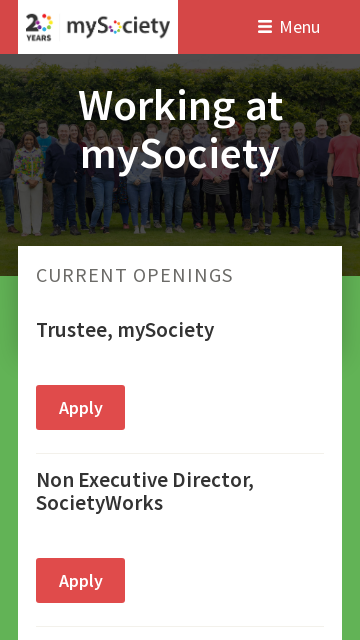 20 YEARS
mySociety
Menu
Working at
mySociety
CURRENT OPENINGS
Trustee, mySociety
Apply
Non Executive Director,
SocietyWorks
Apply